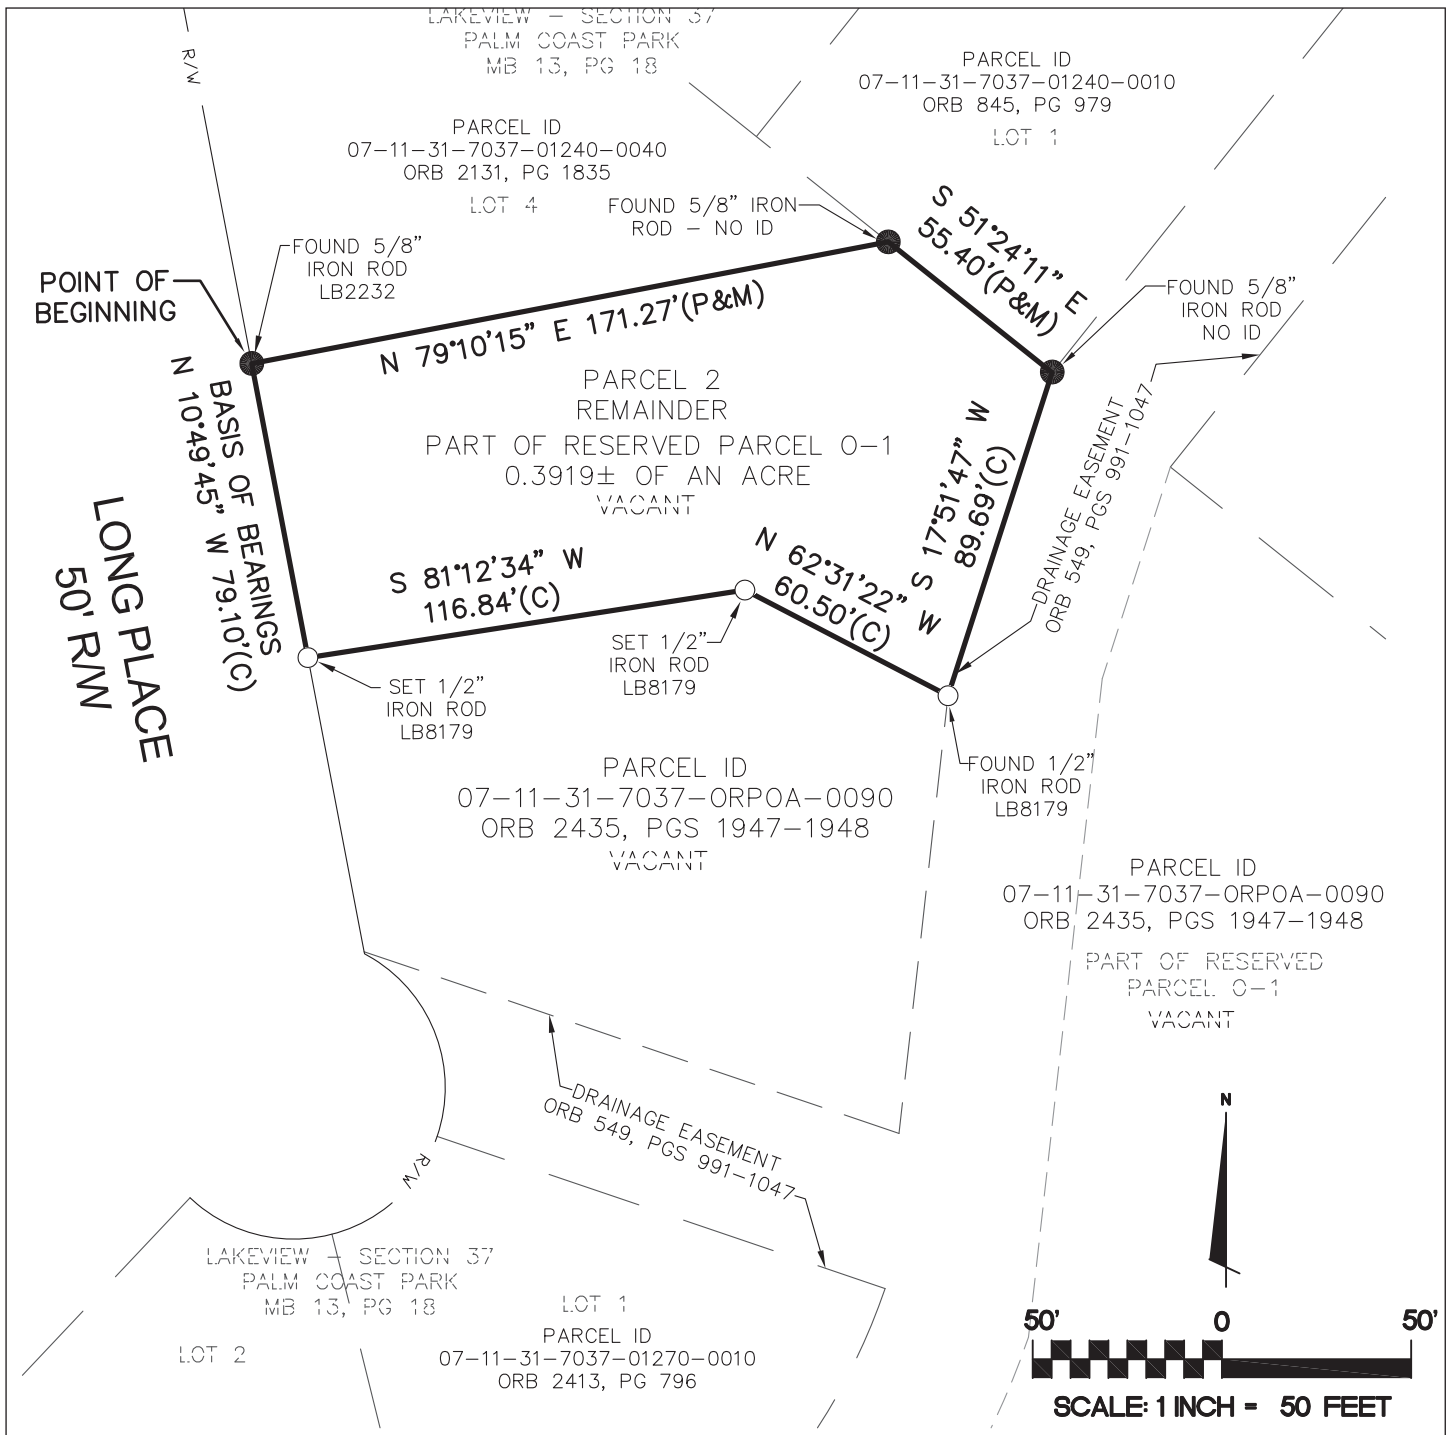 LAKEVIEW – SECTION 37
PALM COAST PARK
MB 13, PG 18
R/W
PARCEL ID
07-11-31-7037-01240-0010
ORB 845, PG 979
LOT 1
PARCEL ID
07-11-31-7037-01240-0040
ORB 2131, PG 1835
LOT 4
FOUND 5/8" IRON
ROD – NO ID
S 51°24'11" E
55.40'(P&M)
FOUND 5/8"
IRON ROD
LB2232
POINT OF
BEGINNING
FOUND 5/8"
IRON ROD
NO ID
N 79°10'15" E 171.27'(P&M)
BASIS OF BEARINGS
N 10°49'45" W 79.10'(C)
PARCEL 2
REMAINDER
PART OF RESERVED PARCEL O-1
0.3919± OF AN ACRE
VACANT
S 17°51'47" W
89.69'(C)
DRAINAGE EASEMENT
ORB 549, PGS 991-1047
LONG PLACE
50' R/W
S 81°12'34" W
116.84'(C)
N 62°31'22" W
60.50'(C)
SET 1/2"
IRON ROD
LB8179
SET 1/2"
IRON ROD
LB8179
FOUND 1/2"
IRON ROD
LB8179
PARCEL ID
07-11-31-7037-ORPOA-0090
ORB 2435, PGS 1947-1948
VACANT
PARCEL ID
07-11-31-7037-ORPOA-0090
ORB 2435, PGS 1947-1948
PART OF RESERVED
PARCEL O-1
VACANT
DRAINAGE EASEMENT
ORB 549, PGS 991-1047
R/W
N
LAKEVIEW – SECTION 37
PALM COAST PARK
MB 13, PG 18
LOT 2
LOT 1
PARCEL ID
07-11-31-7037-01270-0010
ORB 2413, PG 796
50' 0 50'
SCALE: 1 INCH = 50 FEET